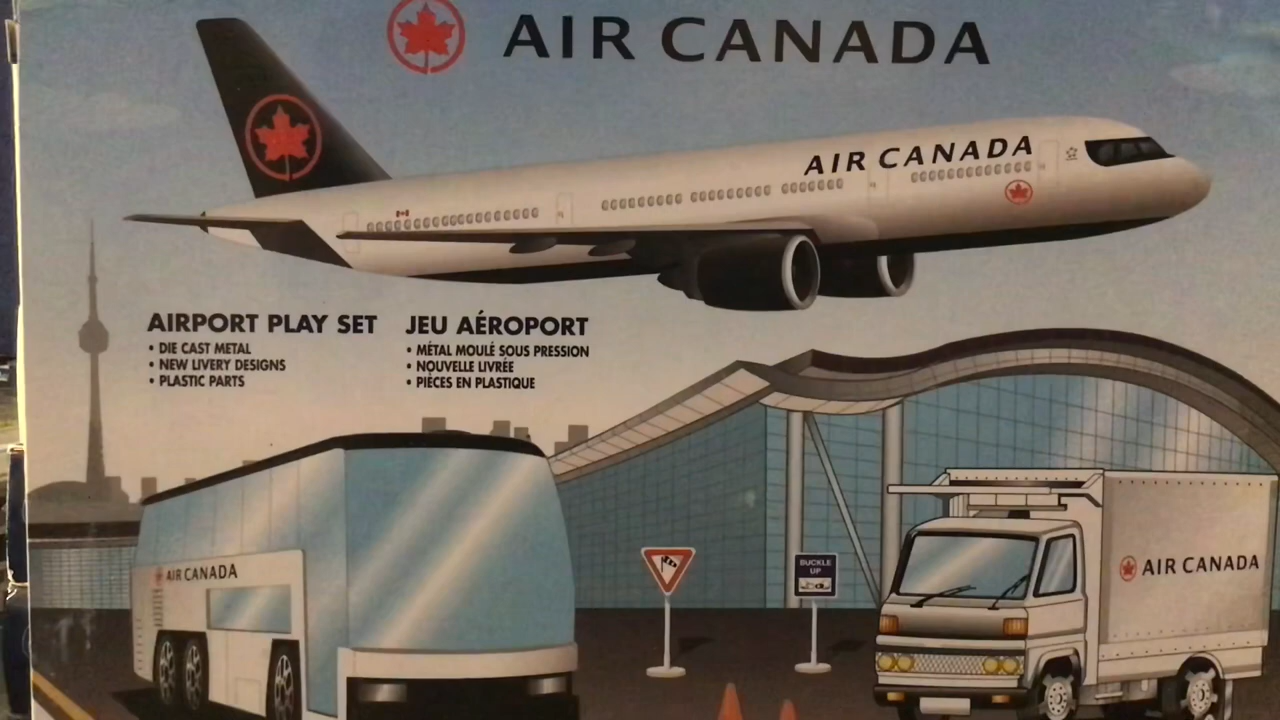 AIR CANADA
AIR CANADA
AIRPORT PLAY SET
• DIE CAST METAL
• NEW LIVERY DESIGNS
• PLASTIC PARTS
JEU AÉROPORT
• MÉTAL MOULÉ SOUS PRESSION
• NOUVELLE LIVRÉE
• PIÈCES EN PLASTIQUE
AIR CANADA
BUCKLE
UP
AIR CANADA